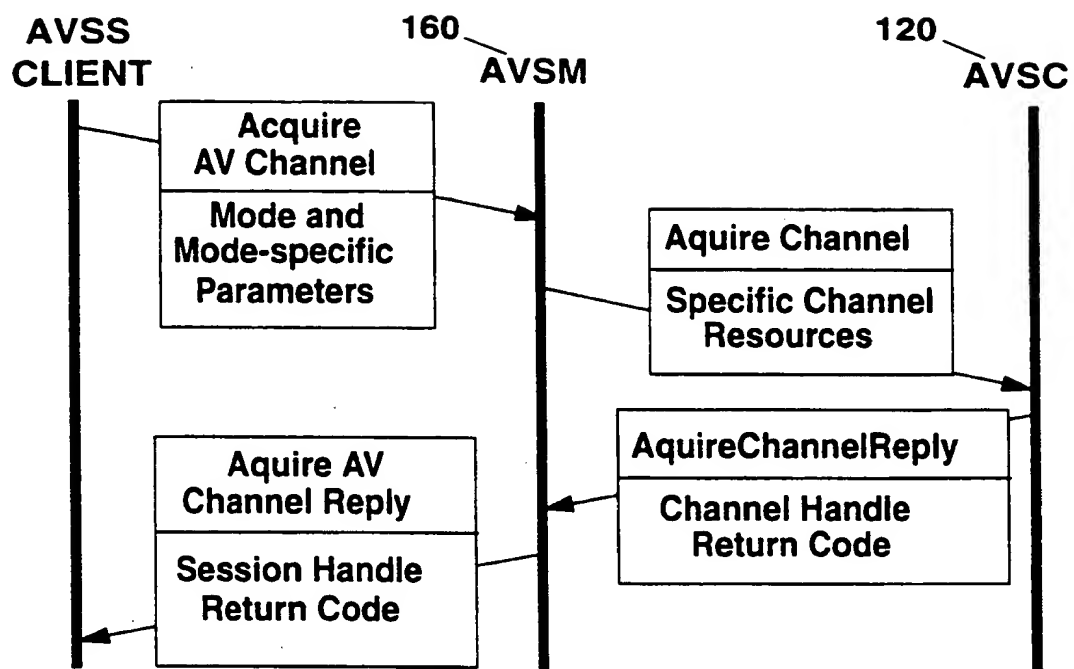 AVSS
CLIENT
160
AVSM
120
AVSC
Acquire
AV Channel
Mode and
Mode-specific
Parameters
Aquire Channel
Specific Channel
Resources
AquireChannelReply
Channel Handle
Return Code
Aquire AV
Channel Reply
Session Handle
Return Code